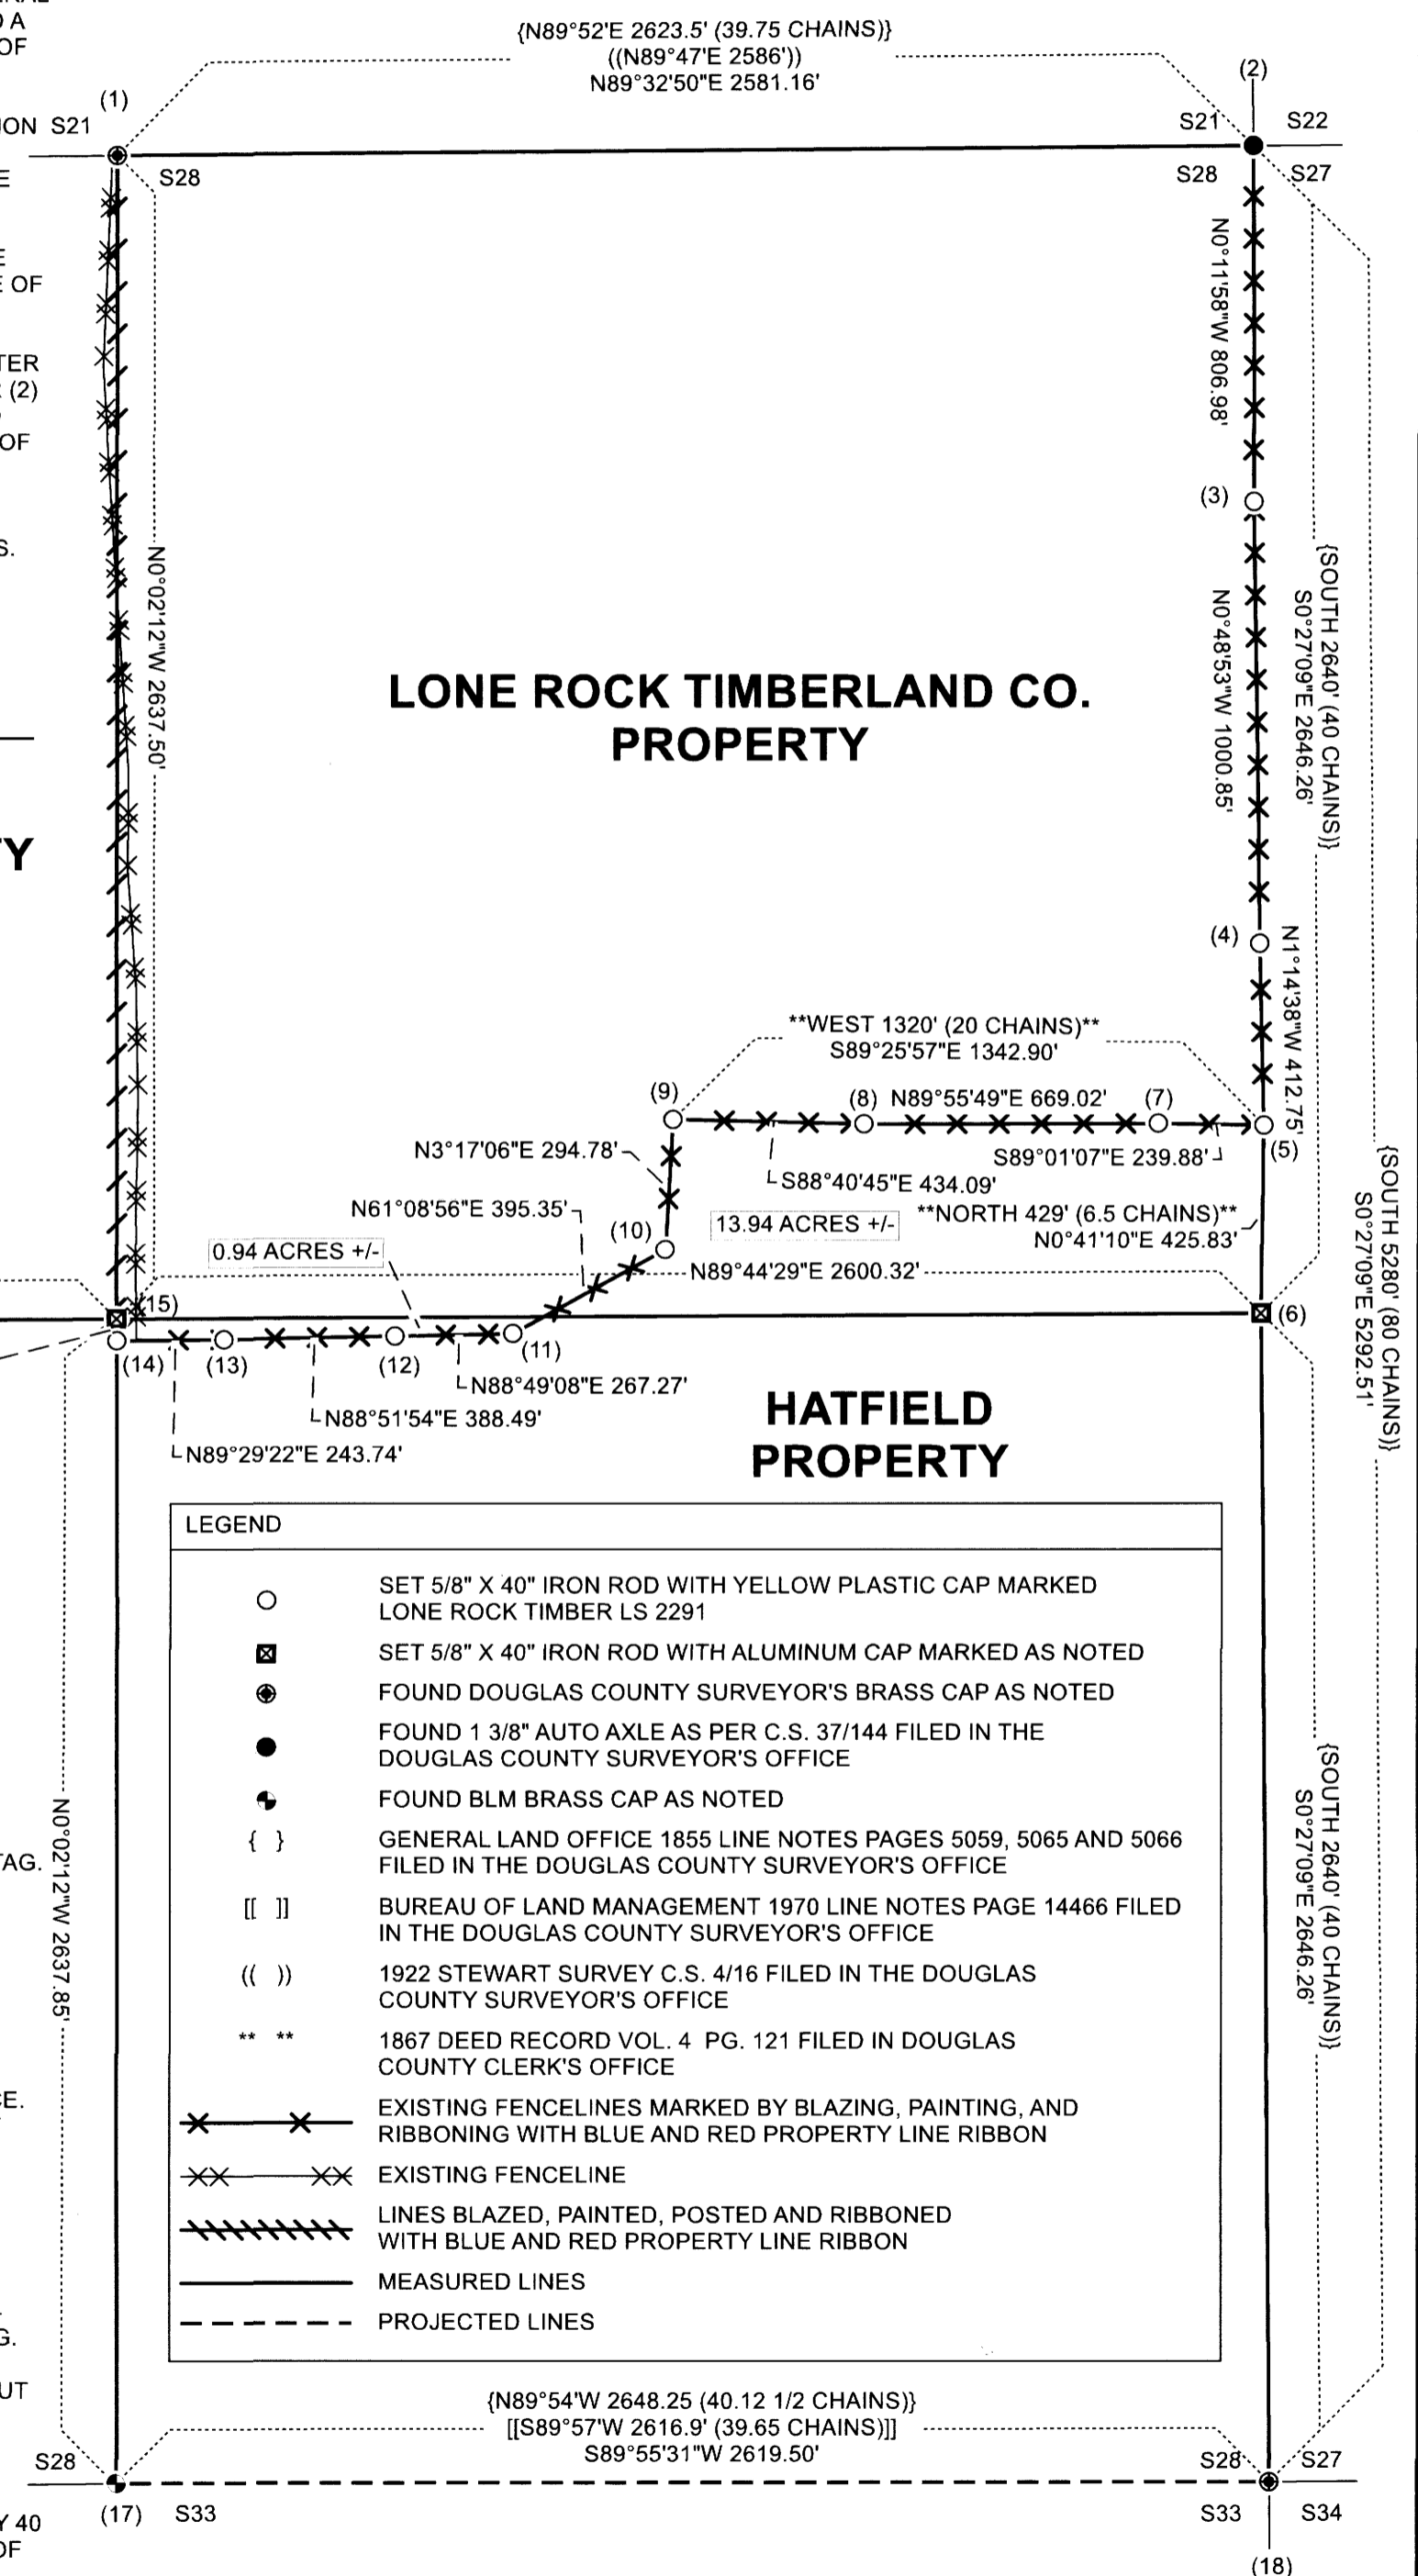 {N89°52'E 2623.5' (39.75 CHAINS)}
((N89°47'E 2586'))
N89°32'50"E 2581.16'
OF
(1)
(2)
S21
S21
S22
S28
S28
S27
E
OF
TER
(2)
OF
S.
TY
N0°11'58"W 806.98'
(3)
N0°48'53"W 1000.85'
{SOUTH 2640' (40 CHAINS)}
S0°27'09"E 2646.26'
N0°02'12"W 2637.50'
LONE ROCK TIMBERLAND CO.
PROPERTY
(4)
N1°14'38"W 412.75'
**WEST 1320' (20 CHAINS)**
S89°25'57"E 1342.90'
(9)
(8)
N89°55'49"E 669.02'
(7)
(5)
N3°17'06"E 294.78'
S89°01'07"E 239.88'
S88°40'45"E 434.09'
N61°08'56"E 395.35'
(10)
13.94 ACRES +/-
**NORTH 429' (6.5 CHAINS)**
N0°41'10"E 425.83'
0.94 ACRES +/-
N89°44'29"E 2600.32'
{SOUTH 5280' (80 CHAINS)}
S0°27'09"E 5292.51'
(15)
(6)
(14)
(13)
(12)
(11)
N88°49'08"E 267.27'
N88°51'54"E 388.49'
N89°29'22"E 243.74'
HATFIELD
PROPERTY
LEGEND
SET 5/8" X 40" IRON ROD WITH YELLOW PLASTIC CAP MARKED
LONE ROCK TIMBER LS 2291
SET 5/8" X 40" IRON ROD WITH ALUMINUM CAP MARKED AS NOTED
FOUND DOUGLAS COUNTY SURVEYOR'S BRASS CAP AS NOTED
FOUND 1 3/8" AUTO AXLE AS PER C.S. 37/144 FILED IN THE
DOUGLAS COUNTY SURVEYOR'S OFFICE
FOUND BLM BRASS CAP AS NOTED
{ } GENERAL LAND OFFICE 1855 LINE NOTES PAGES 5059, 5065 AND 5066
FILED IN THE DOUGLAS COUNTY SURVEYOR'S OFFICE
[[ ]] BUREAU OF LAND MANAGEMENT 1970 LINE NOTES PAGE 14466 FILED
IN THE DOUGLAS COUNTY SURVEYOR'S OFFICE
(( )) 1922 STEWART SURVEY C.S. 4/16 FILED IN THE DOUGLAS
COUNTY SURVEYOR'S OFFICE
** ** 1867 DEED RECORD VOL. 4 PG. 121 FILED IN DOUGLAS
COUNTY CLERK'S OFFICE
EXISTING FENCELINES MARKED BY BLAZING, PAINTING, AND
RIBBONING WITH BLUE AND RED PROPERTY LINE RIBBON
EXISTING FENCELINE
LINES BLAZED, PAINTED, POSTED AND RIBBONED
WITH BLUE AND RED PROPERTY LINE RIBBON
MEASURED LINES
PROJECTED LINES
N0°02'12"W 2637.85'
{SOUTH 2640' (40 CHAINS)}
S0°27'09"E 2646.26'
TAG.
CE.
G.
UT
{N89°54'W 2648.25 (40.12 1/2 CHAINS)}
[[S89°57'W 2616.9' (39.65 CHAINS)]]
S89°55'31"W 2619.50'
S28
S28
S27
(17)
S33
S33
S34
Y 40
OF
(18)